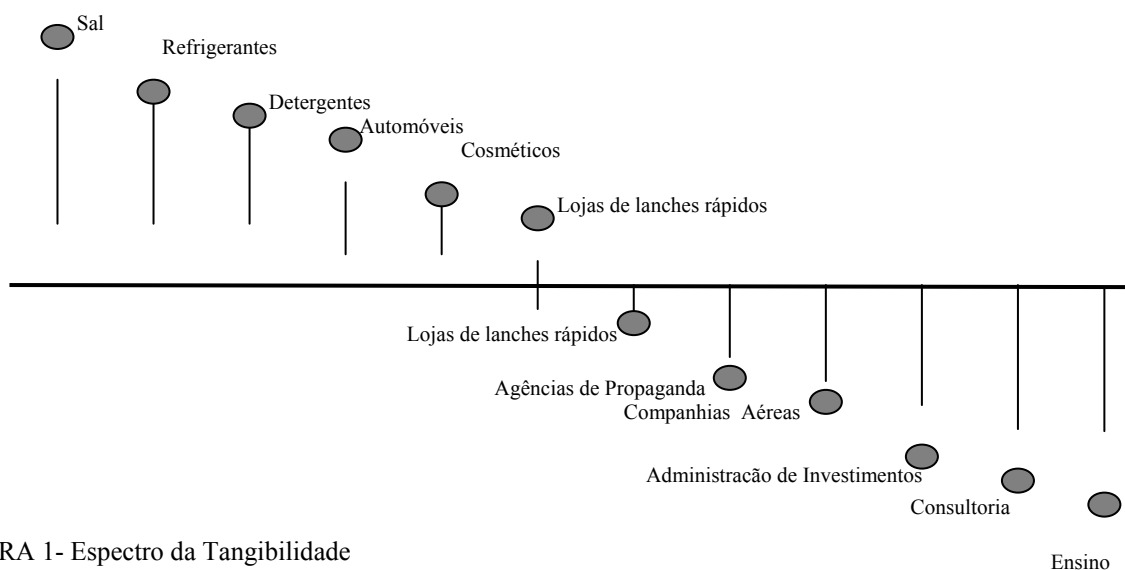 Sal
Refrigerantes
Detergentes
Automóveis
Cosméticos
Lojas de lanches rápidos
Lojas de lanches rápidos
Agências de Propaganda
Companhias Aéreas
Administracão de Investimentos
Consultoria
RA 1- Espectro da Tangibilidade
Ensino